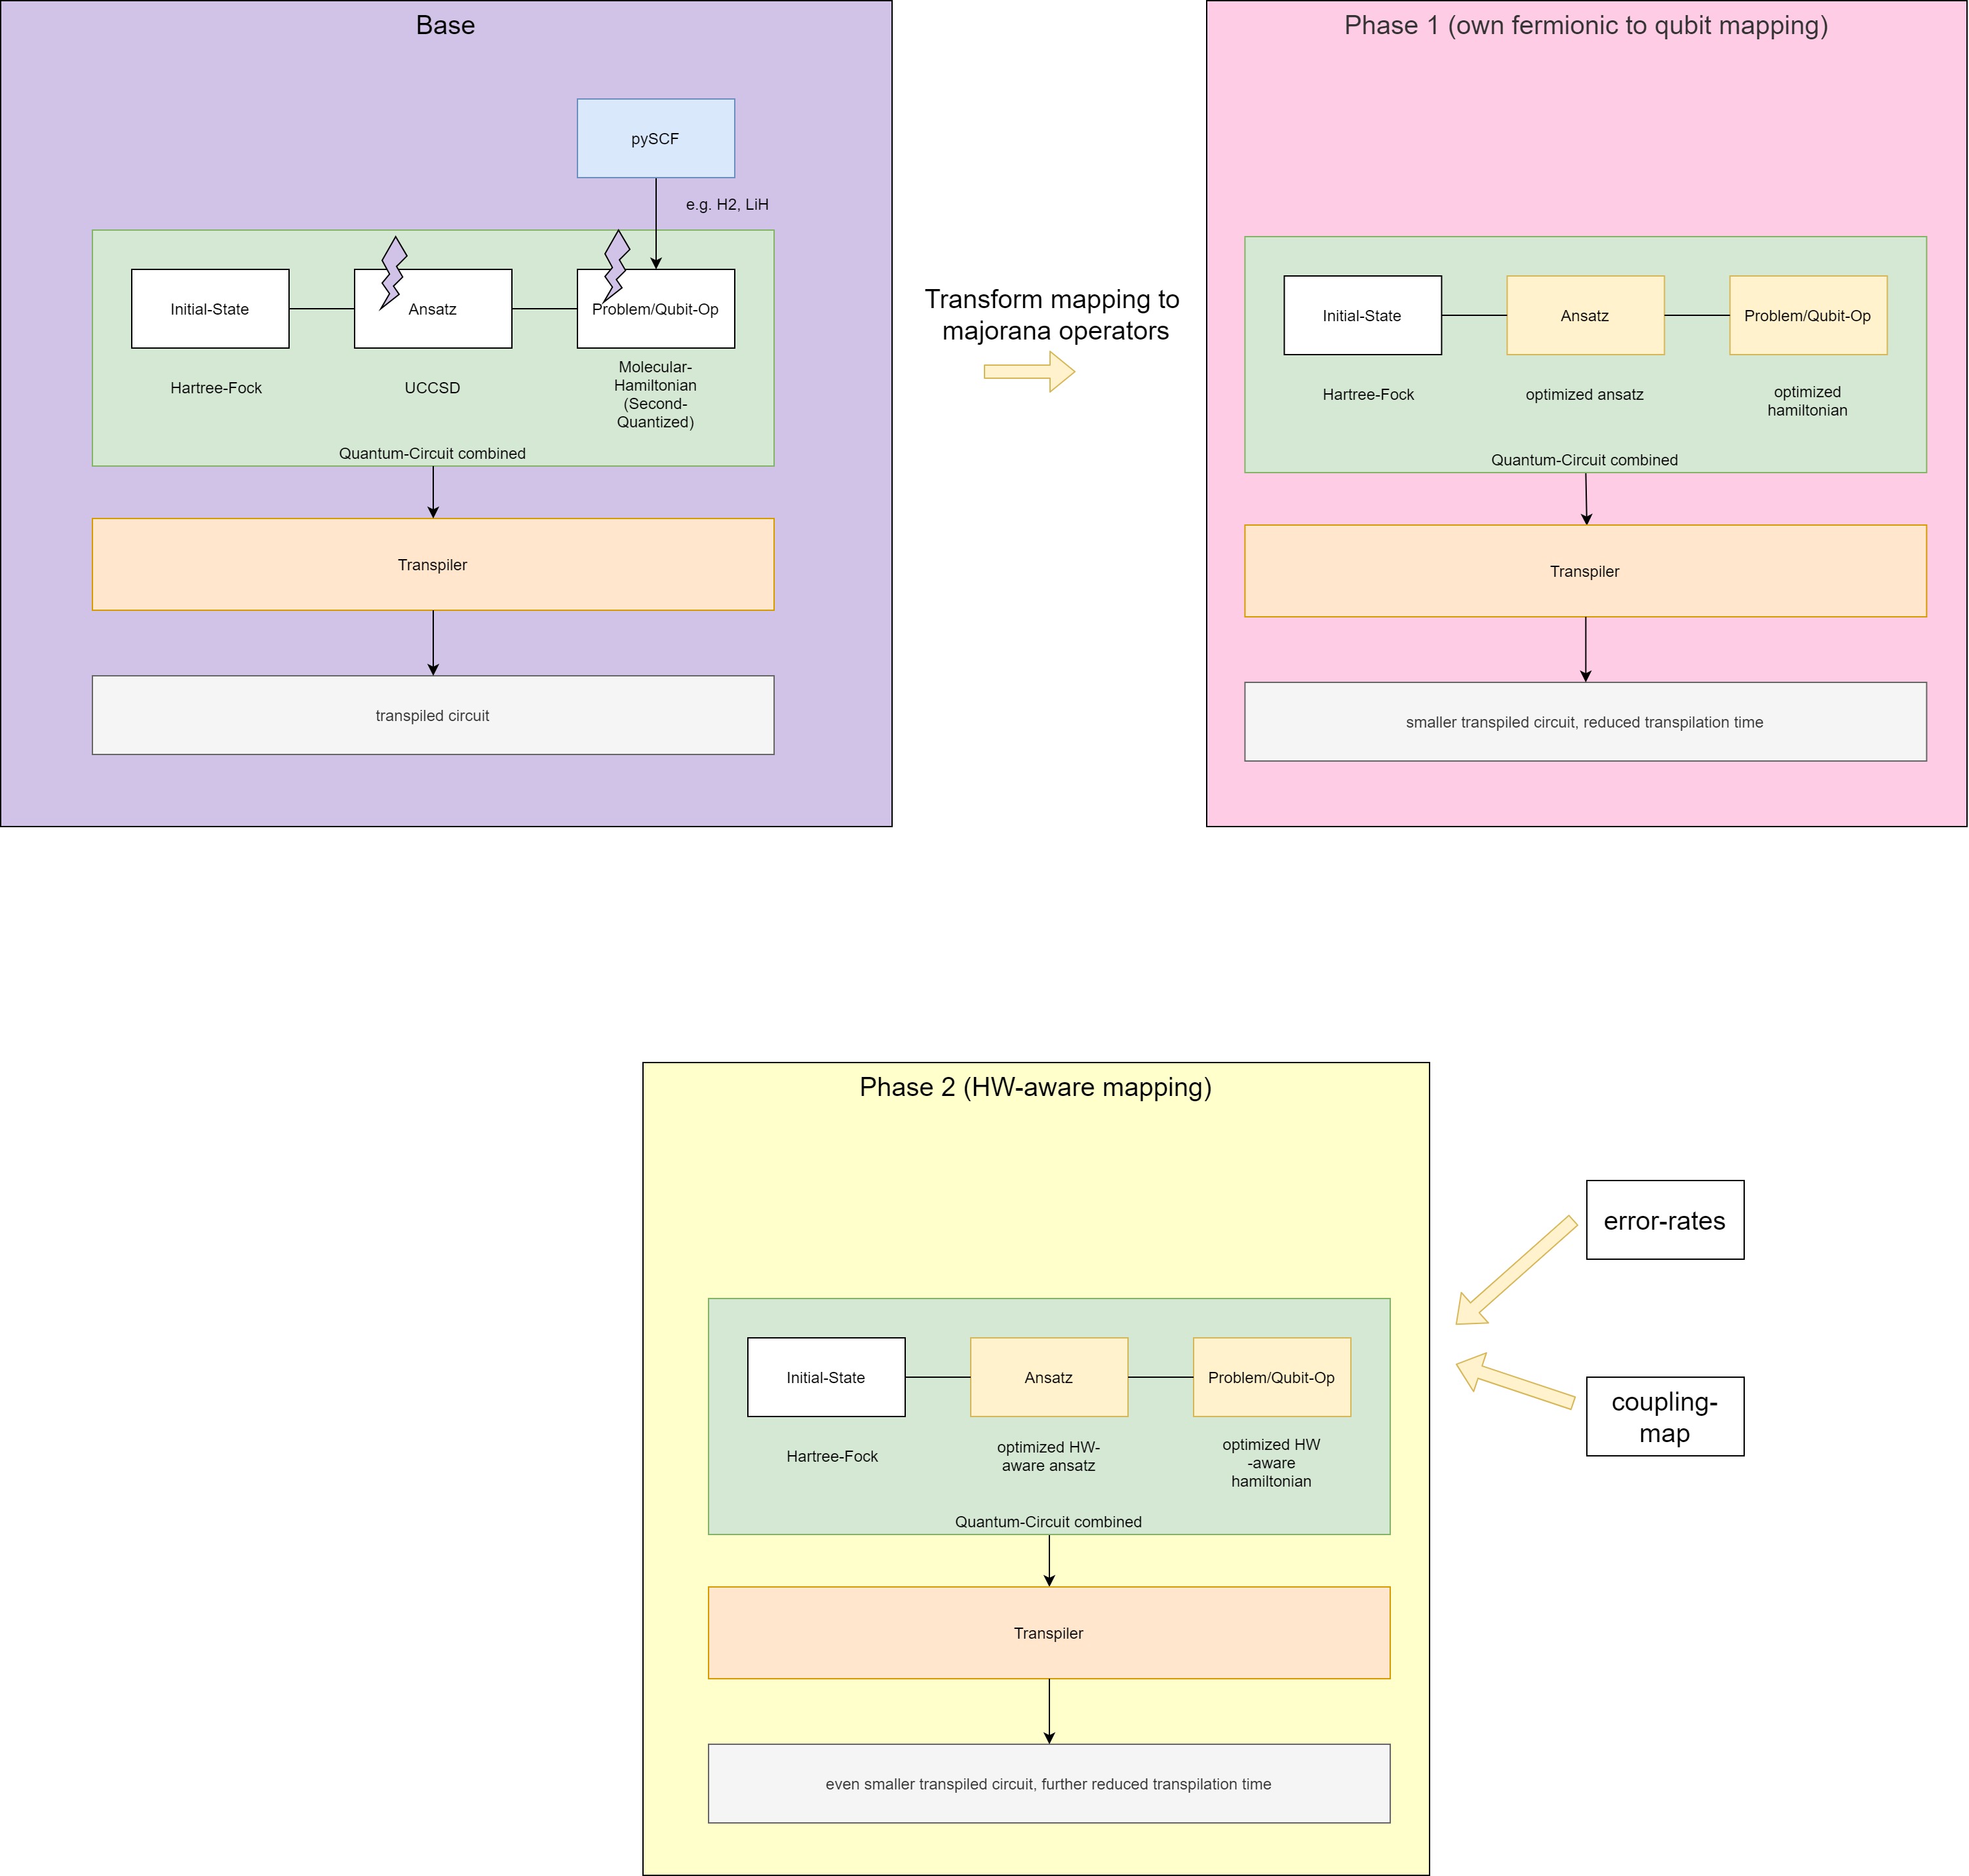 Base
pySCF
e.g. H2, LiH
Initial-State
Ansatz
Problem/Qubit-Op
Hartree-Fock
UCCSD
Molecular-
Hamiltonian
(Second-
Quantized)
Quantum-Circuit combined
Transpiler
transpiled circuit
Transform mapping to
majorana operators
Phase 1 (own fermionic to qubit mapping)
Initial-State
Ansatz
Problem/Qubit-Op
Hartree-Fock
optimized ansatz
optimized
hamiltonian
Quantum-Circuit combined
Transpiler
smaller transpiled circuit, reduced transpilation time
Phase 2 (HW-aware mapping)
Initial-State
Ansatz
Problem/Qubit-Op
Hartree-Fock
optimized HW-
aware ansatz
optimized HW
-aware
hamiltonian
Quantum-Circuit combined
Transpiler
even smaller transpiled circuit, further reduced transpilation time
error-rates
coupling-
map